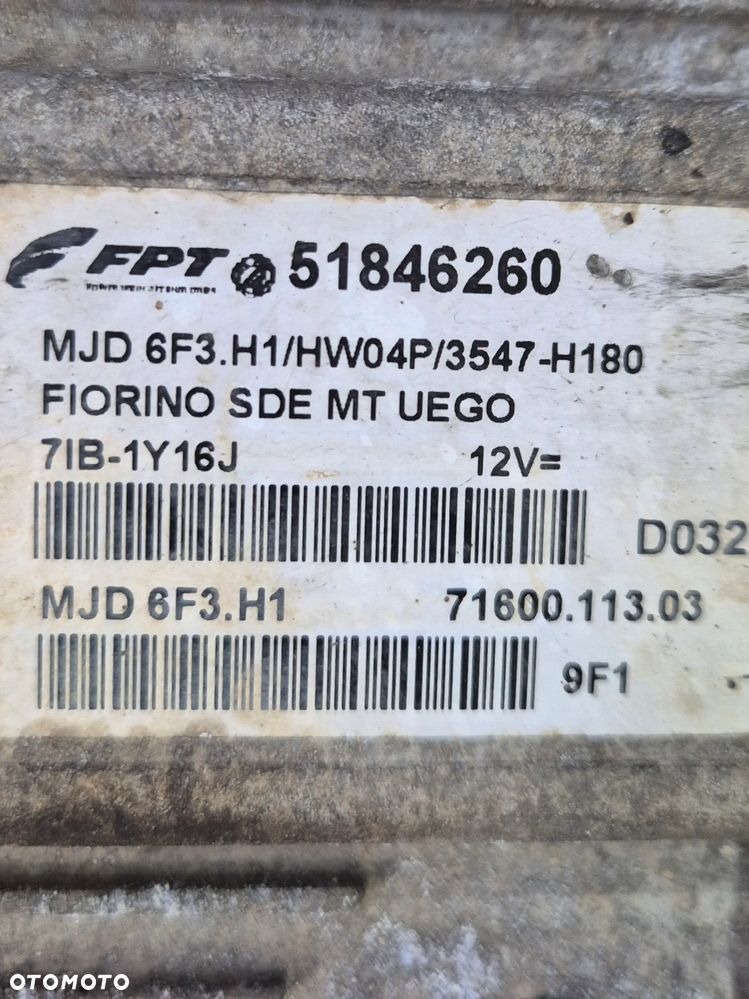 FPT 51846260
MJD 6F3.H1/HW04P/3547-H180
FIORINO SDE MT UEGO
7IB-1Y16J 12V=
D032
MJD 6F3.H1 71600.113.03
9F1
OTOMOTO